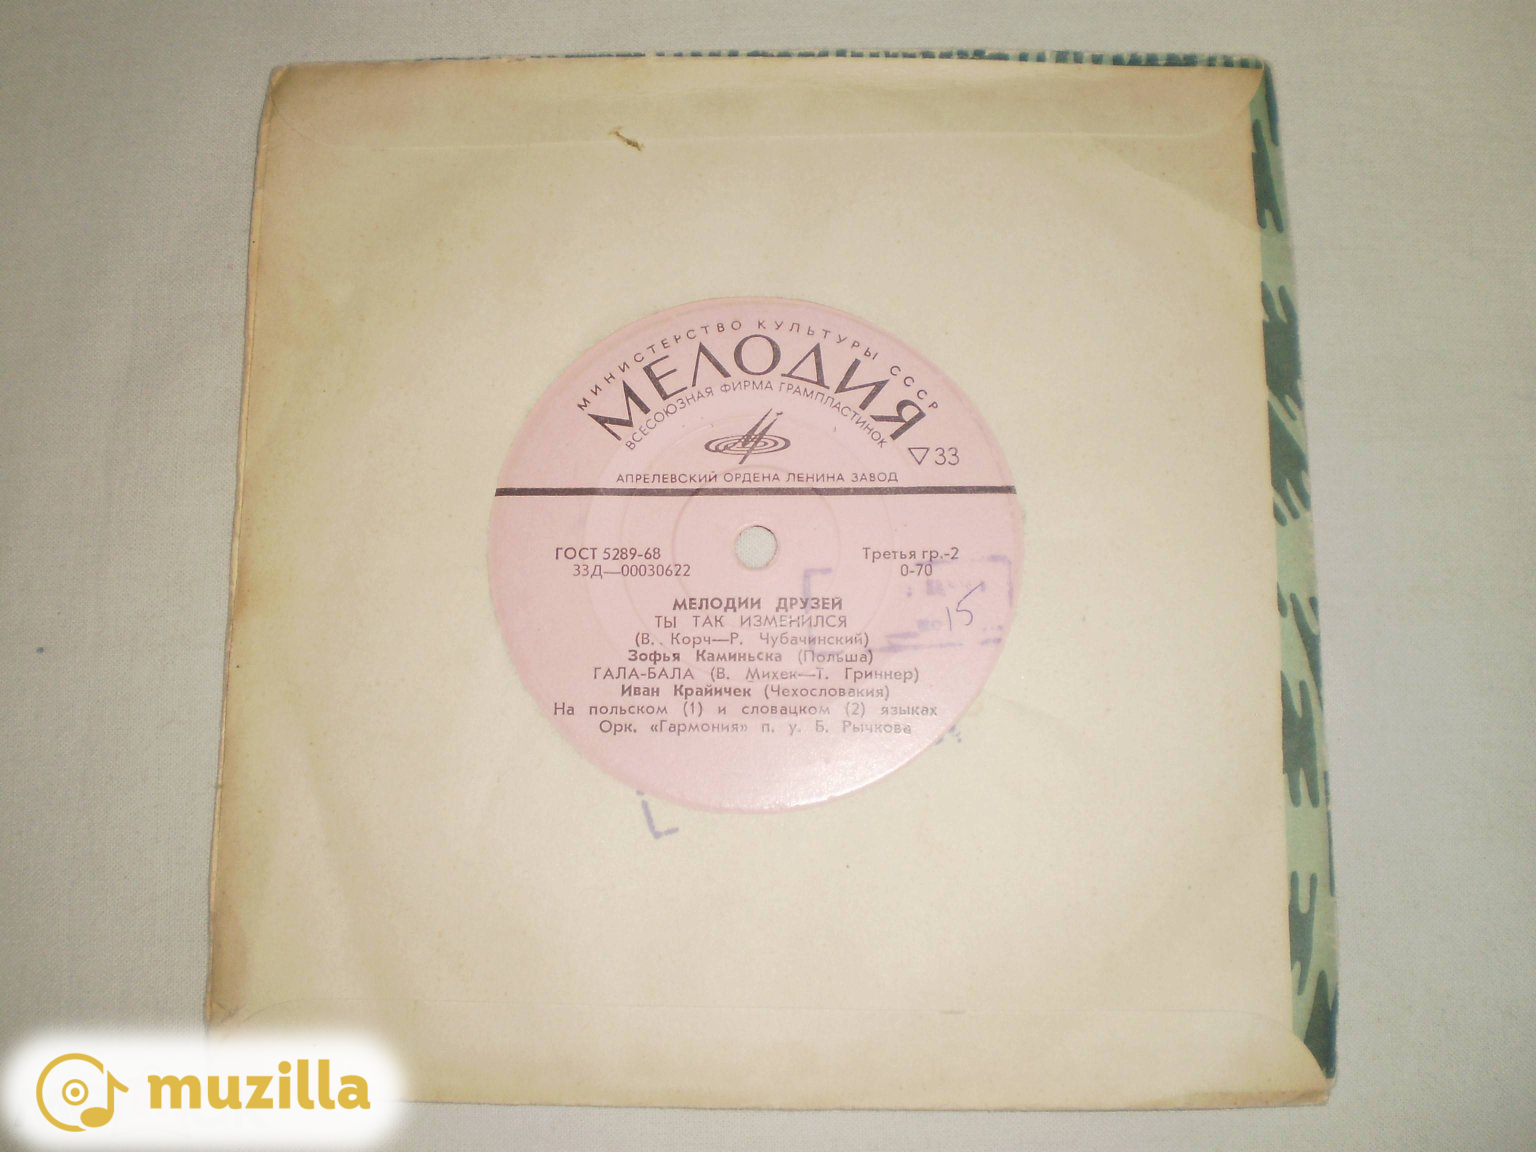 МИНИСТЕРСТВО КУЛЬТУРЫ СССР
МЕЛОДИЯ
ВСЕСОЮЗНАЯ ФИРМА ГРАМПЛАСТИНОК
▽33
АПРЕЛЕВСКИЙ ОРДЕНА ЛЕНИНА ЗАВОД
ГОСТ 5289-68
Третья гр.-2
33Д—00030622
0-70
15
МЕЛОДИИ ДРУЗЕЙ
ТЫ ТАК ИЗМЕНИЛСЯ
(В. Корч—Р. Чубачинский)
Зофья Каминьска (Польша)
ГАЛА-БАЛА (В. Михек—Т. Гриннер)
Иван Крайичек (Чехословакия)
На польском (1) и словацком (2) языках
Орк. «Гармония» п. у. Б. Рычкова
muzilla